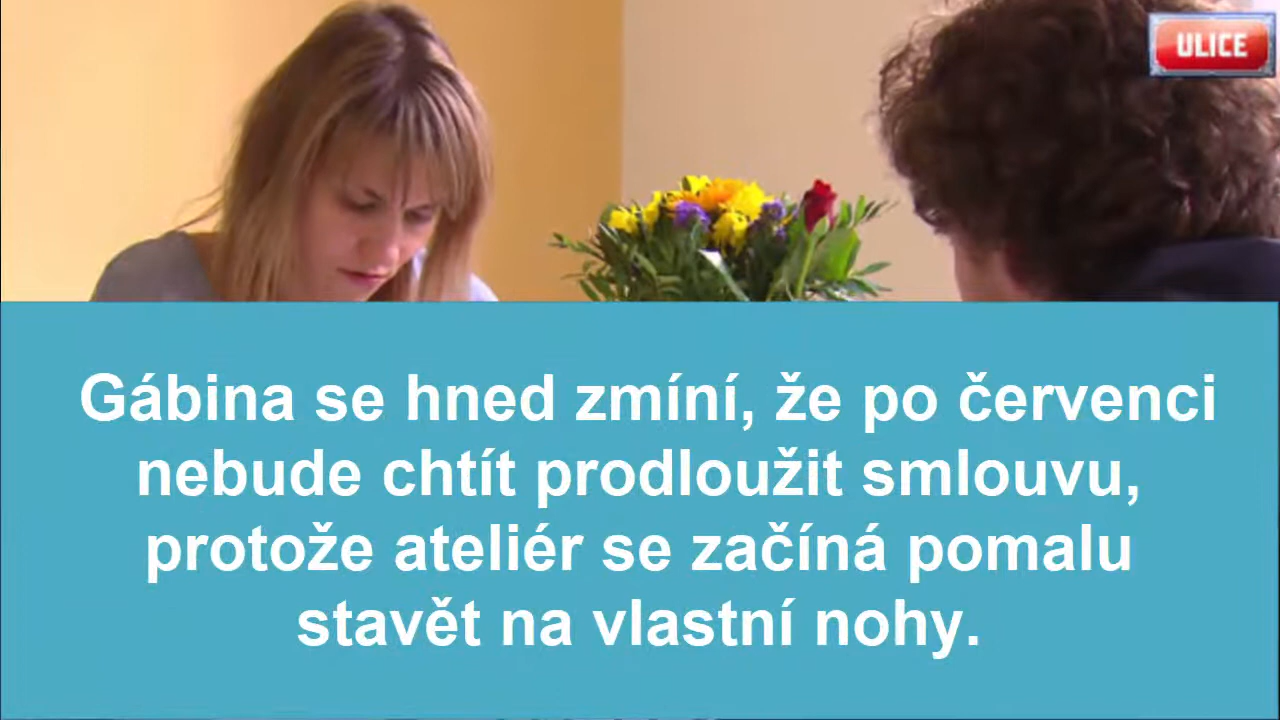 ULICE
Gábina se hned zmíní, že po červenci
nebude chtít prodloužit smlouvu,
protože ateliér se začíná pomalu
stavět na vlastní nohy.